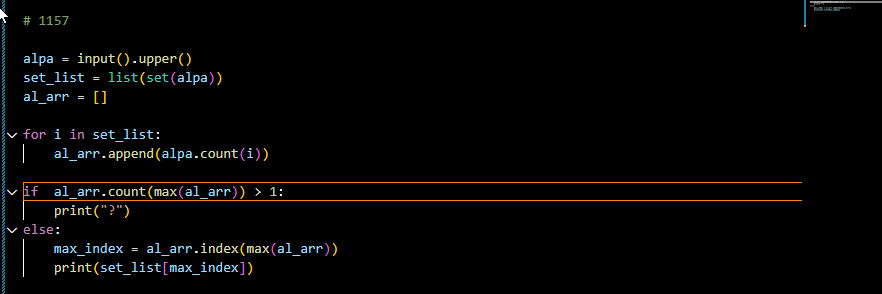 # 1157
alpa = input().upper()
set_list = list(set(alpa))
al_arr = []
for i in set_list:
    al_arr.append(alpa.count(i))
if  al_arr.count(max(al_arr)) > 1:
    print("?")
else:
    max_index = al_arr.index(max(al_arr))
    print(set_list[max_index])